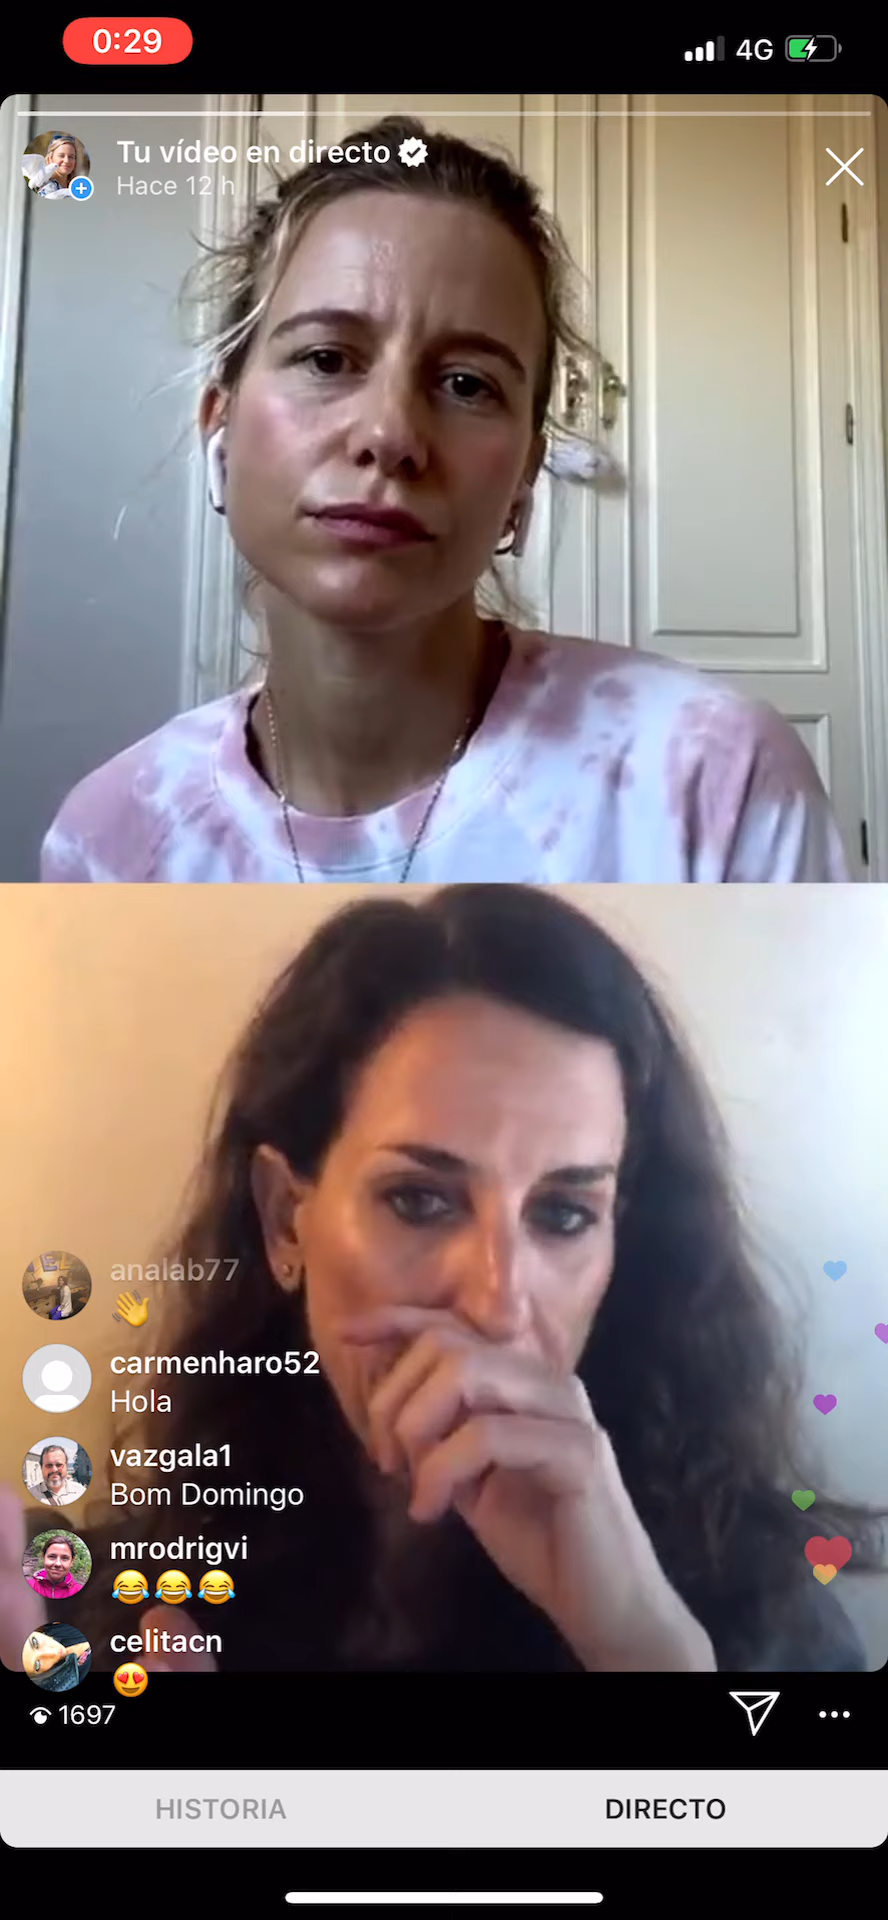 0:29
4G
Tu vídeo en directo
Hace 12 h
analab77
👋
carmenharo52
Hola
vazgala1
Bom Domingo
mrodrigvi
😂😂😂
celitacn
😍
1697
HISTORIA
DIRECTO